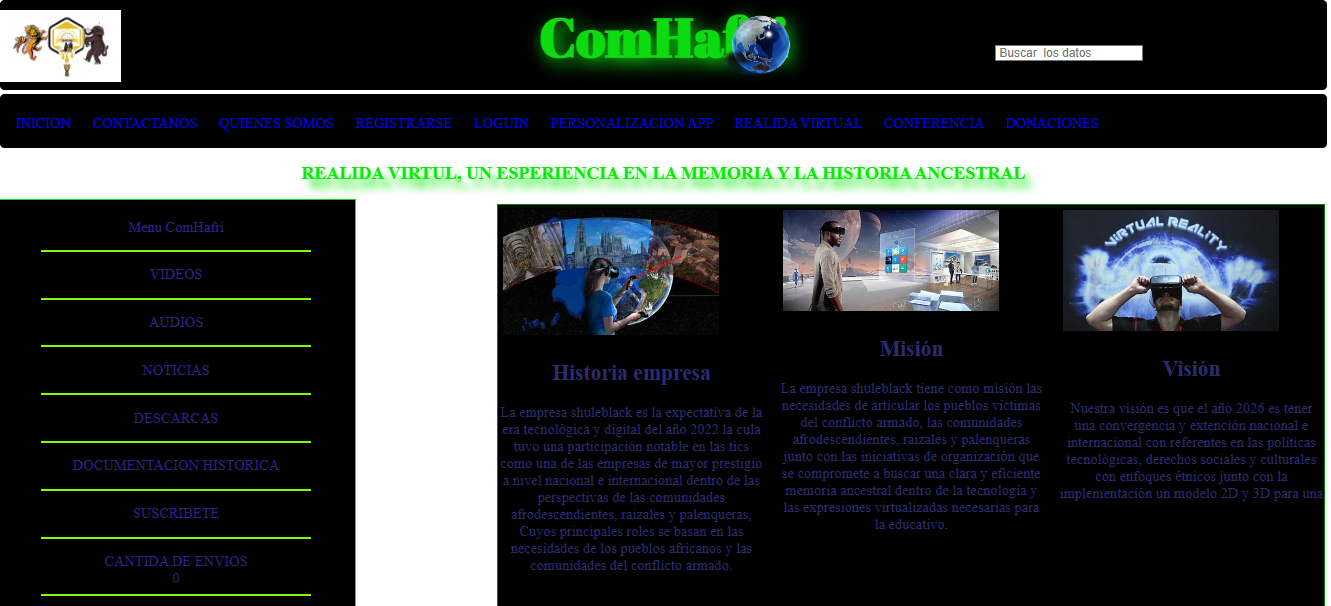 ComHafri
Buscar los datos
INICION CONTACTANOS QUIENES SOMOS REGISTRARSE LOGUIN PERSONALIZACION APP REALIDA VIRTUAL CONFERENCIA DONACIONES
REALIDA VIRTUL, UN ESPERIENCIA EN LA MEMORIA Y LA HISTORIA ANCESTRAL
Menu ComHafri
VIDEOS
AUDIOS
NOTICIAS
DESCARCAS
DOCUMENTACION HISTORICA
SUSCRIBETE
CANTIDA DE ENVIOS
0
Historia empresa
La empresa shuleblack es la expectativa de la
era tecnológica y digital del año 2022 la cula
tuvo una participación notable en las tics
como una de las empresas de mayor prestigio
a nivel nacional e internacional dentro de las
perspectivas de las comunidades
afrodescendientes, raizales y palenqueras,
Cuyos principales roles se basan en las
necesidades de los pueblos africanos y las
comunidades del conflicto armado.
Misión
La empresa shuleblack tiene como misión las
necesidades de articular los pueblos víctimas
del conflicto armado, las comunidades
afrodescendientes, raizales y palenqueras
junto con las iniciativas de organización que
se compromete a buscar una clara y eficiente
memoria ancestral dentro de la tecnología y
las expresiones virtualizadas necesarias para
la educativo.
VIRTUAL REALITY
Visión
Nuestra visión es que el año 2026 es tener
una convergencia y extención nacional e
internacional con referentes en las políticas
tecnológicas, derechos sociales y culturales
con enfoques étnicos junto con la
implementación un modelo 2D y 3D para una